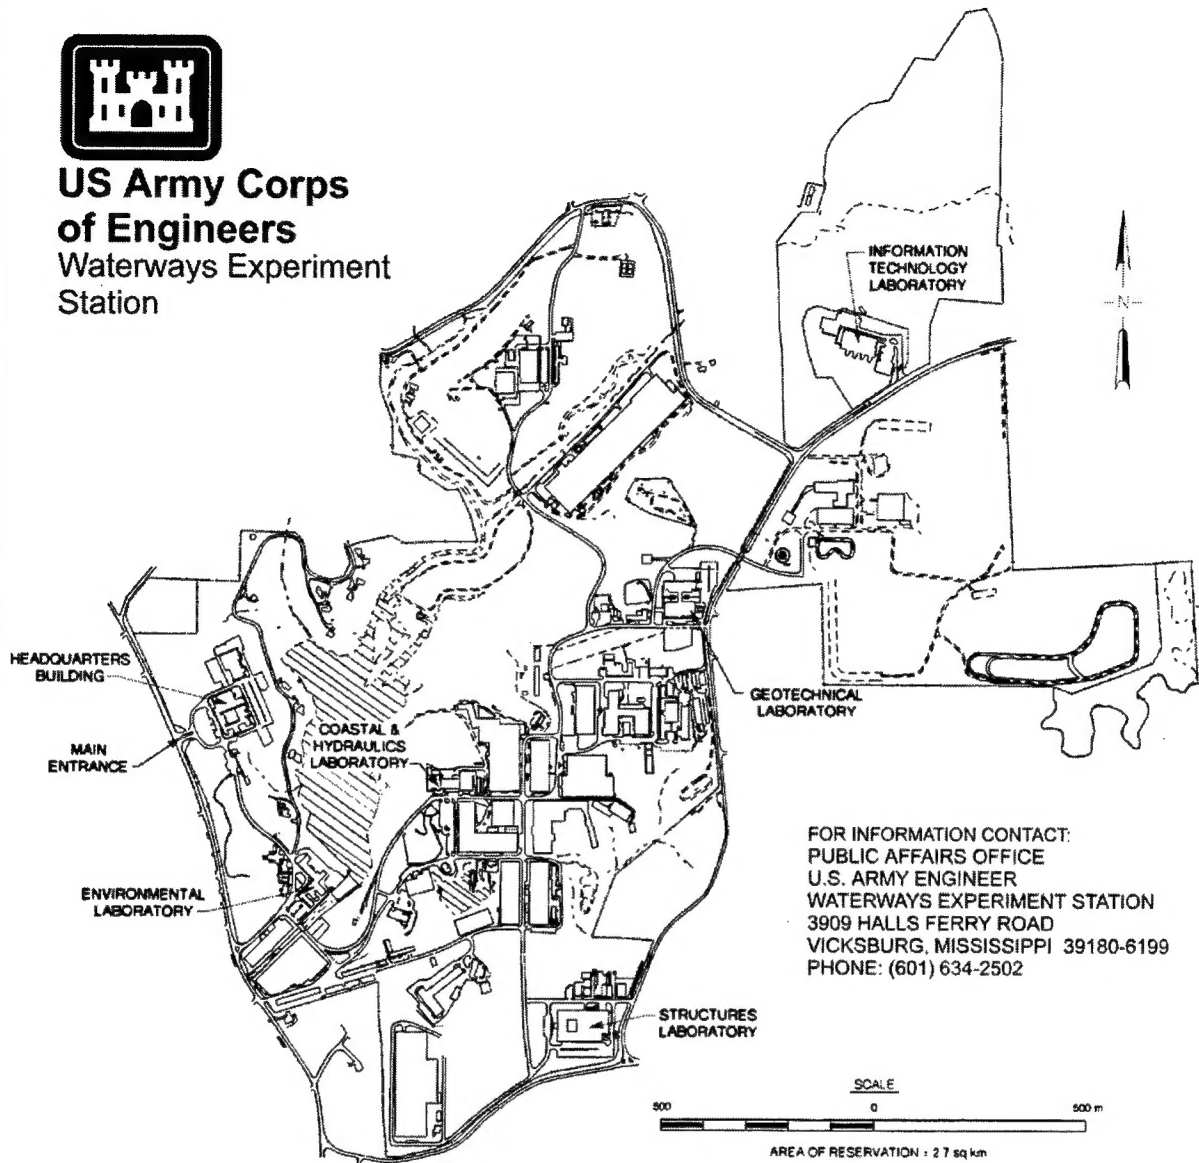 US Army Corps
of Engineers
Waterways Experiment
Station
INFORMATION
TECHNOLOGY
LABORATORY
N
HEADQUARTERS
BUILDING
MAIN
ENTRANCE
COASTAL &
HYDRAULICS
LABORATORY
GEOTECHNICAL
LABORATORY
ENVIRONMENTAL
LABORATORY
STRUCTURES
LABORATORY
FOR INFORMATION CONTACT:
PUBLIC AFFAIRS OFFICE
U.S. ARMY ENGINEER
WATERWAYS EXPERIMENT STATION
3909 HALLS FERRY ROAD
VICKSBURG, MISSISSIPPI 39180-6199
PHONE: (601) 634-2502
SCALE
500 0 500 m
AREA OF RESERVATION : 2 7 sq km